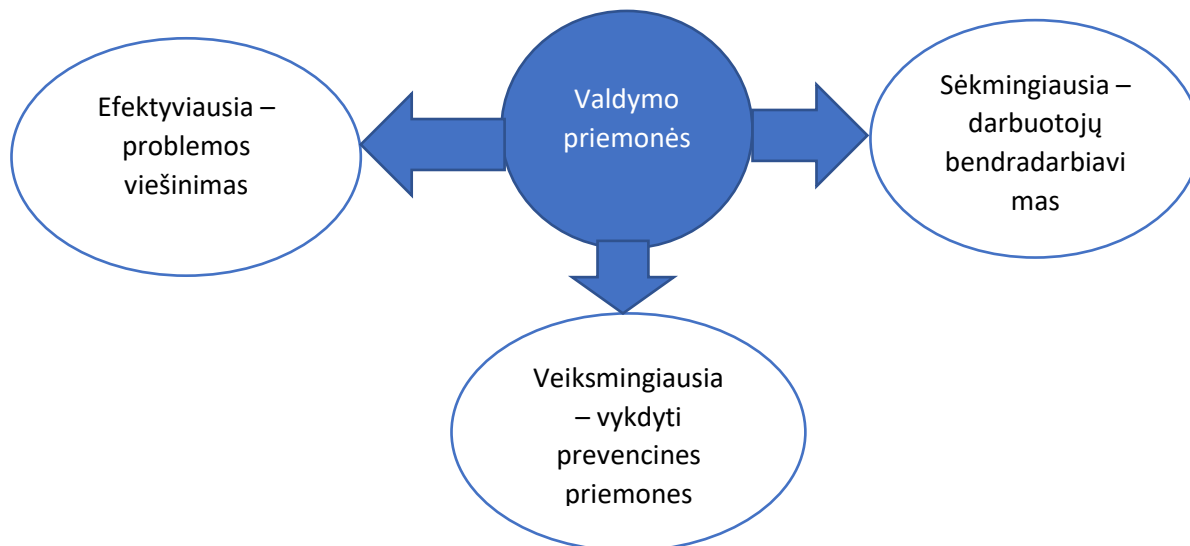 Efektyviausia –
problemos
viešinimas
Valdymo
priemonės
Sėkmingiausia –
darbuotojų
bendradarbiavi
mas
Veiksmingiausia
– vykdyti
prevencines
priemones